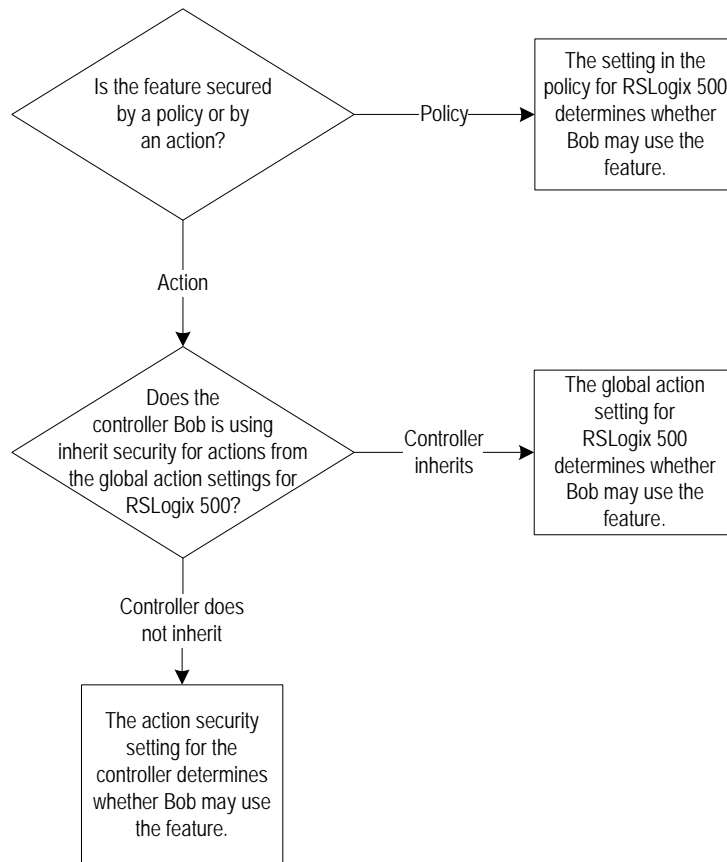 Is the feature secured
by a policy or by
an action?
Policy
The setting in the
policy for RSLogix 500
determines whether
Bob may use the
feature.
Action
Does the
controller Bob is using
inherit security for actions from
the global action settings for
RSLogix 500?
Controller
inherits
The global action
setting for
RSLogix 500
determines whether
Bob may use the
feature.
Controller does
not inherit
The action security
setting for the
controller determines
whether Bob may use
the feature.